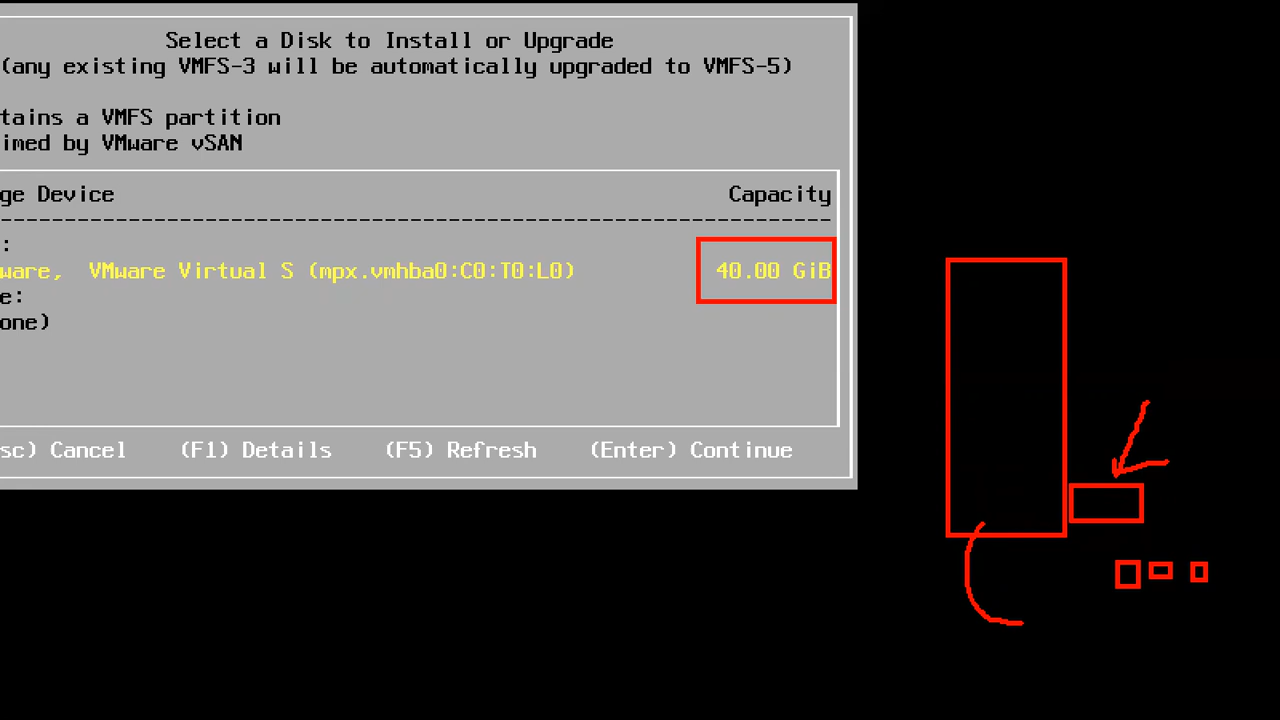 Select a Disk to Install or Upgrade
(any existing VMFS-3 will be automatically upgraded to VMFS-5)
tains a VMFS partition
imed by VMware vSAN
ge Device Capacity
--------------------------------------------------------------
:
ware, VMware Virtual S (mpx.vmhba0:C0:T0:L0) 40.00 GiB
e:
one)
sc) Cancel (F1) Details (F5) Refresh (Enter) Continue